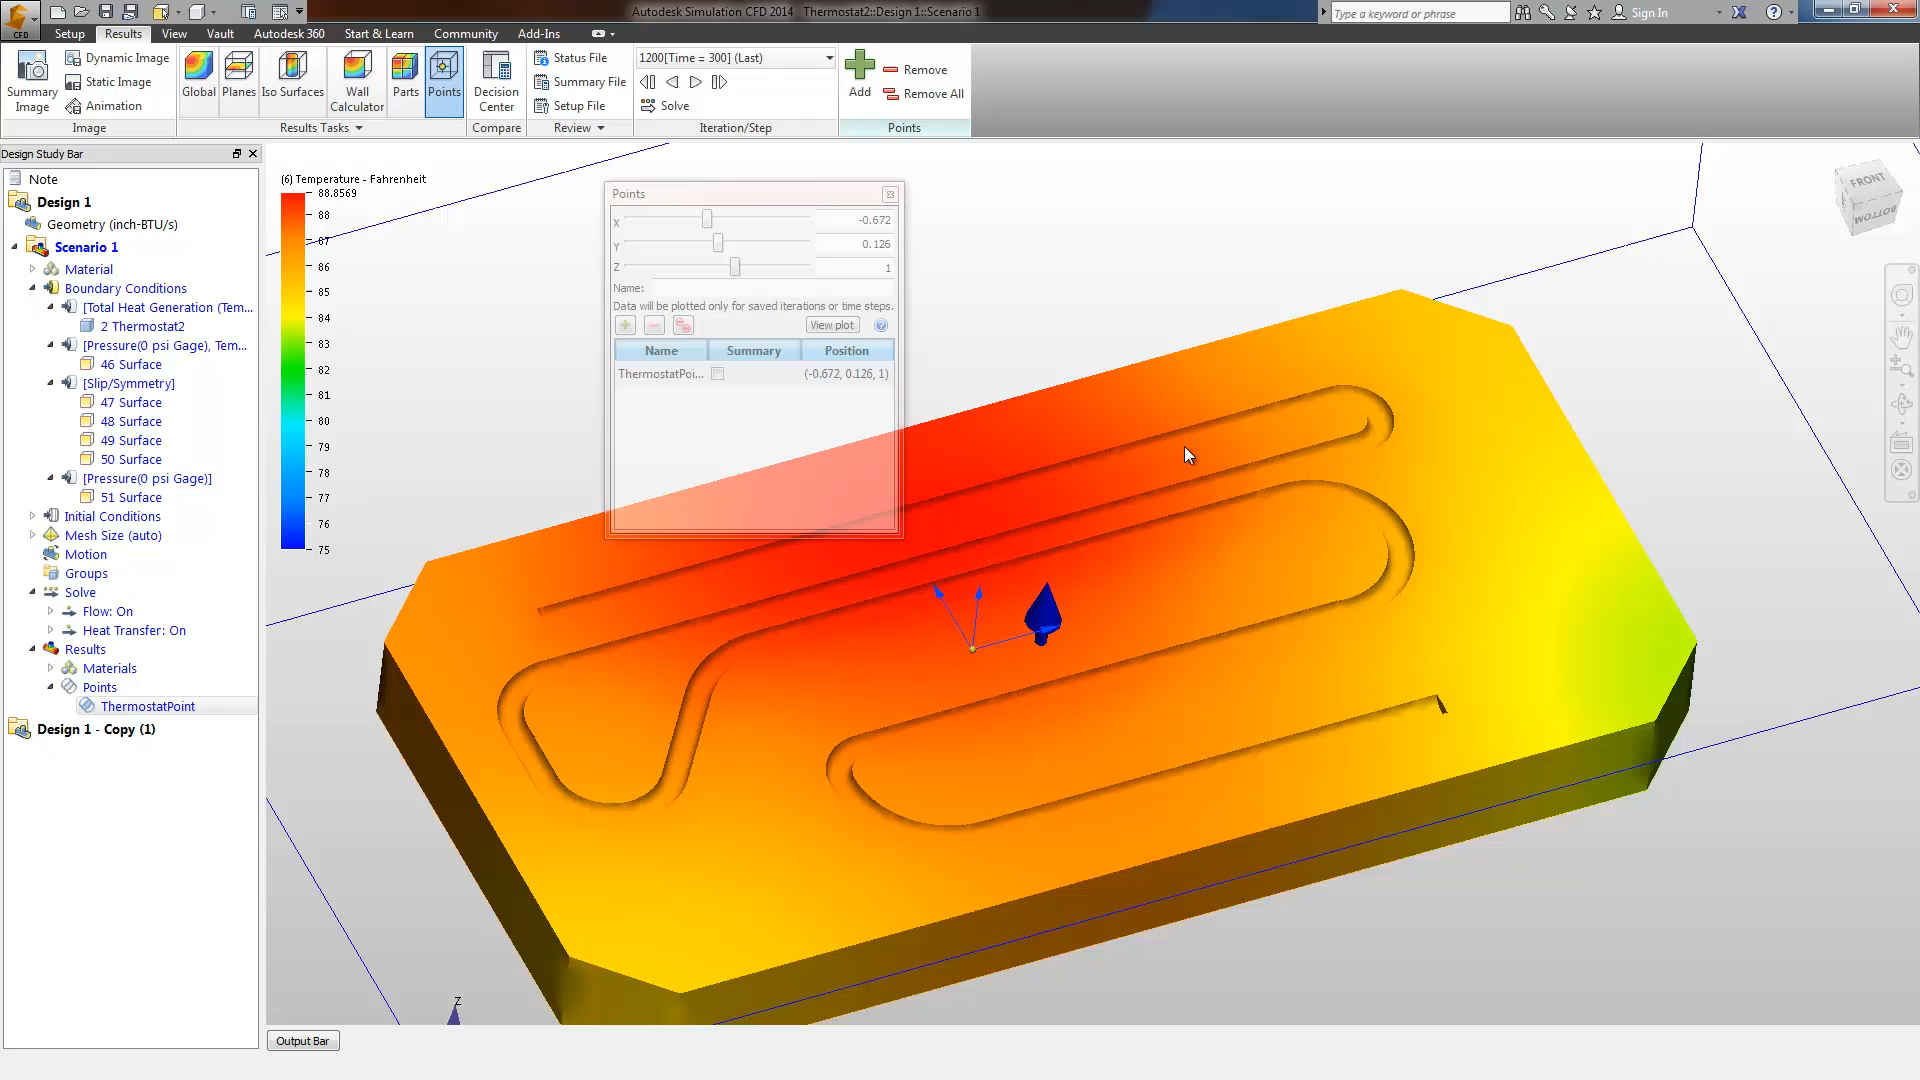 Autodesk Simulation CFD 2014 Thermostat2::Design 1::Scenario 1
Type a keyword or phrase
Sign In
CFD
Setup Results View Vault Autodesk 360 Start & Learn Community Add-Ins
Summary Image
Dynamic Image
Static Image
Animation
Image
Global
Planes
Iso Surfaces
Wall Calculator
Parts
Points
Results Tasks
Decision Center
Compare
Status File
Summary File
Setup File
Review
1200[Time = 300] (Last)
Solve
Iteration/Step
Add
Remove
Remove All
Points
Design Study Bar
Note
Design 1
Geometry (inch-BTU/s)
Scenario 1
Material
Boundary Conditions
[Total Heat Generation (Tem...
2 Thermostat2
[Pressure(0 psi Gage), Tem...
46 Surface
[Slip/Symmetry]
47 Surface
48 Surface
49 Surface
50 Surface
[Pressure(0 psi Gage)]
51 Surface
Initial Conditions
Mesh Size (auto)
Motion
Groups
Solve
Flow: On
Heat Transfer: On
Results
Materials
Points
ThermostatPoint
Design 1 - Copy (1)
(6) Temperature - Fahrenheit
88.8569
88
87
86
85
84
83
82
81
80
79
78
77
76
75
Points
X -0.672
Y 0.126
Z 1
Name:
Data will be plotted only for saved iterations or time steps.
View plot
Name Summary Position
ThermostatPoi... (-0.672, 0.126, 1)
FRONT
BOTTOM
Z
Output Bar